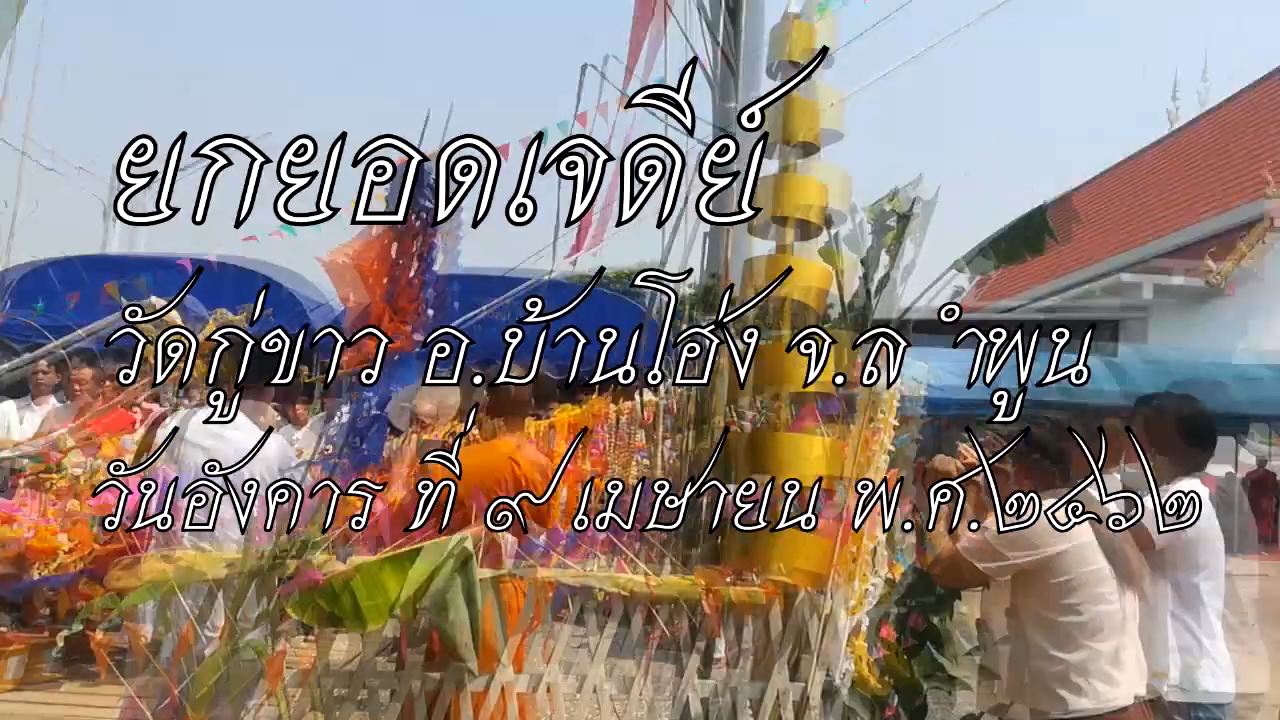 ยกยอดเจดีย์
วัดกู่ขาว อ.บ้านโฮ่ง จ.ลำพูน
วันอังคาร ที่ ๙ เมษายน พ.ศ.๒๕๖๒